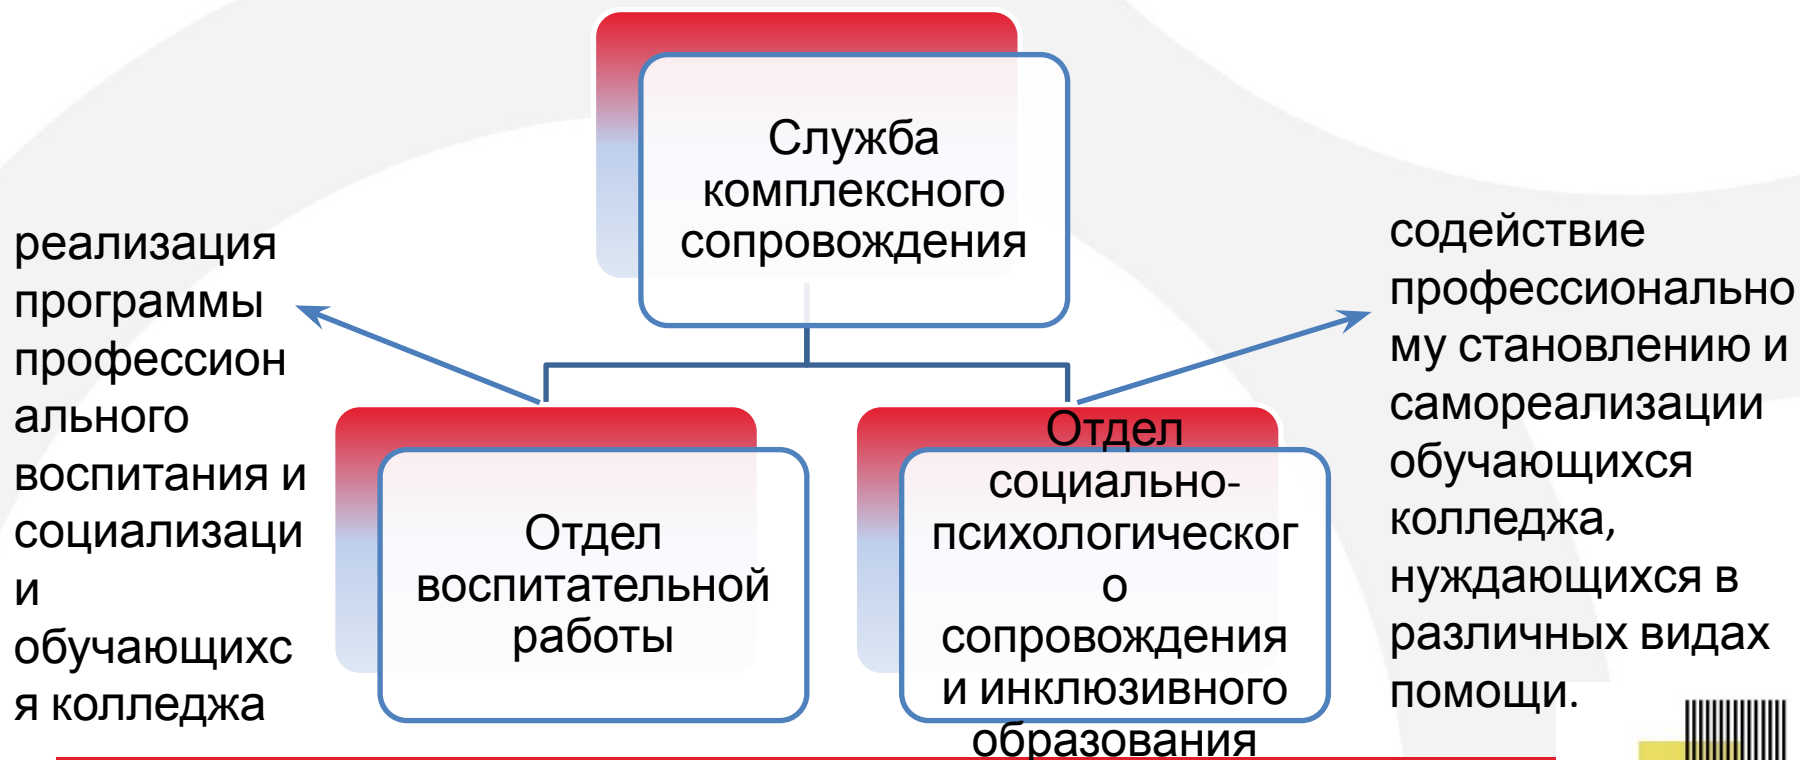 Служба
комплексного
сопровождения
реализация
программы
профессион
ального
воспитания и
социализаци
и
обучающихс
я колледжа
Отдел
воспитательной
работы
Отдел
социально-
психологическог
о
сопровождения
и инклюзивного
образования
содействие
профессионально
му становлению и
самореализации
обучающихся
колледжа,
нуждающихся в
различных видах
помощи.